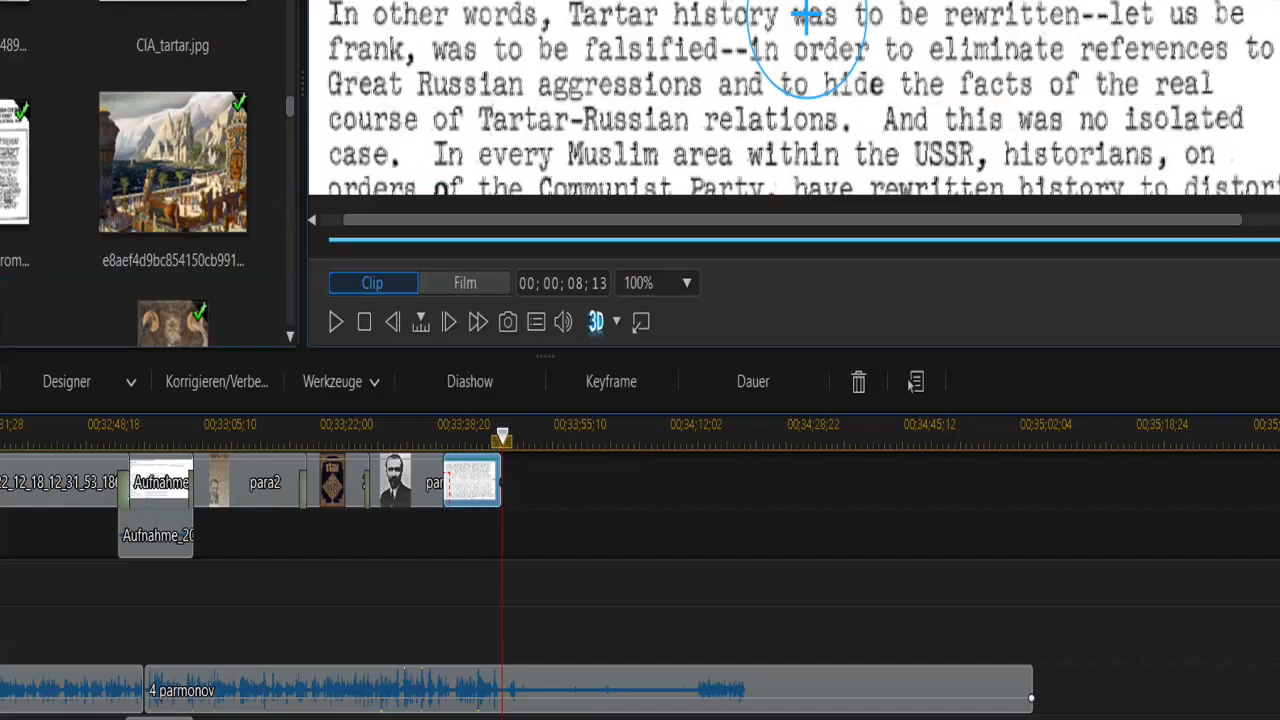 In other words, Tartar history was to be rewritten--let us be
frank, was to be falsified--in order to eliminate references to
Great Russian aggressions and to hide the facts of the real
course of Tartar-Russian relations. And this was no isolated
case. In every Muslim area within the USSR, historians, on
orders of the Communist Party, have rewritten history to distor
489...
CIA_tartar.jpg
rom...
e8aef4d9bc854150cb991...
Clip
Film
00; 00; 08; 13
100%
3D
Designer
Korrigieren/Verbe...
Werkzeuge
Diashow
Keyframe
Dauer
31;28
00;32;48;18
00;33;05;10
00;33;22;00
00;33;38;20
00;33;55;10
00;34;12;02
00;34;28;22
00;34;45;12
00;35;02;04
00;35;18;24
00;35;
2_12_18_12_31_53_18
Aufnahme
para2
par
Aufnahme_20
4 parmonov